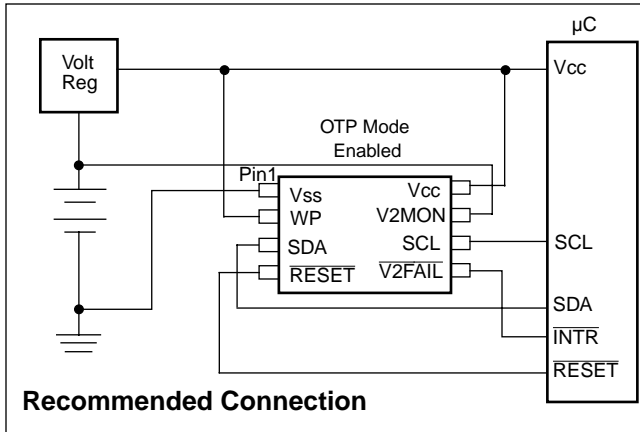 µC
Volt
Reg
Vcc
OTP Mode
Enabled
Pin1
Vss
Vcc
WP
V2MON
SDA
SCL
SCL
RESET
V2FAIL
SDA
INTR
RESET
Recommended Connection